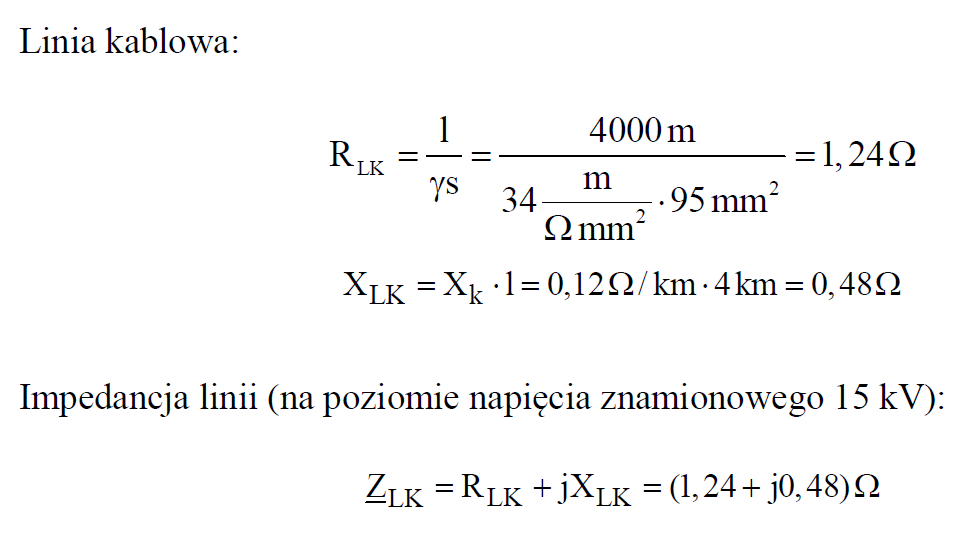 Linia kablowa:
R_LK = l/γs = 4000 m / (34 m/(Ω mm²) · 95 mm²) = 1,24 Ω
X_LK = X_k · l = 0,12 Ω / km · 4 km = 0,48 Ω
Impedancja linii (na poziomie napięcia znamionowego 15 kV):
Z_LK = R_LK + jX_LK = (1,24 + j0,48) Ω